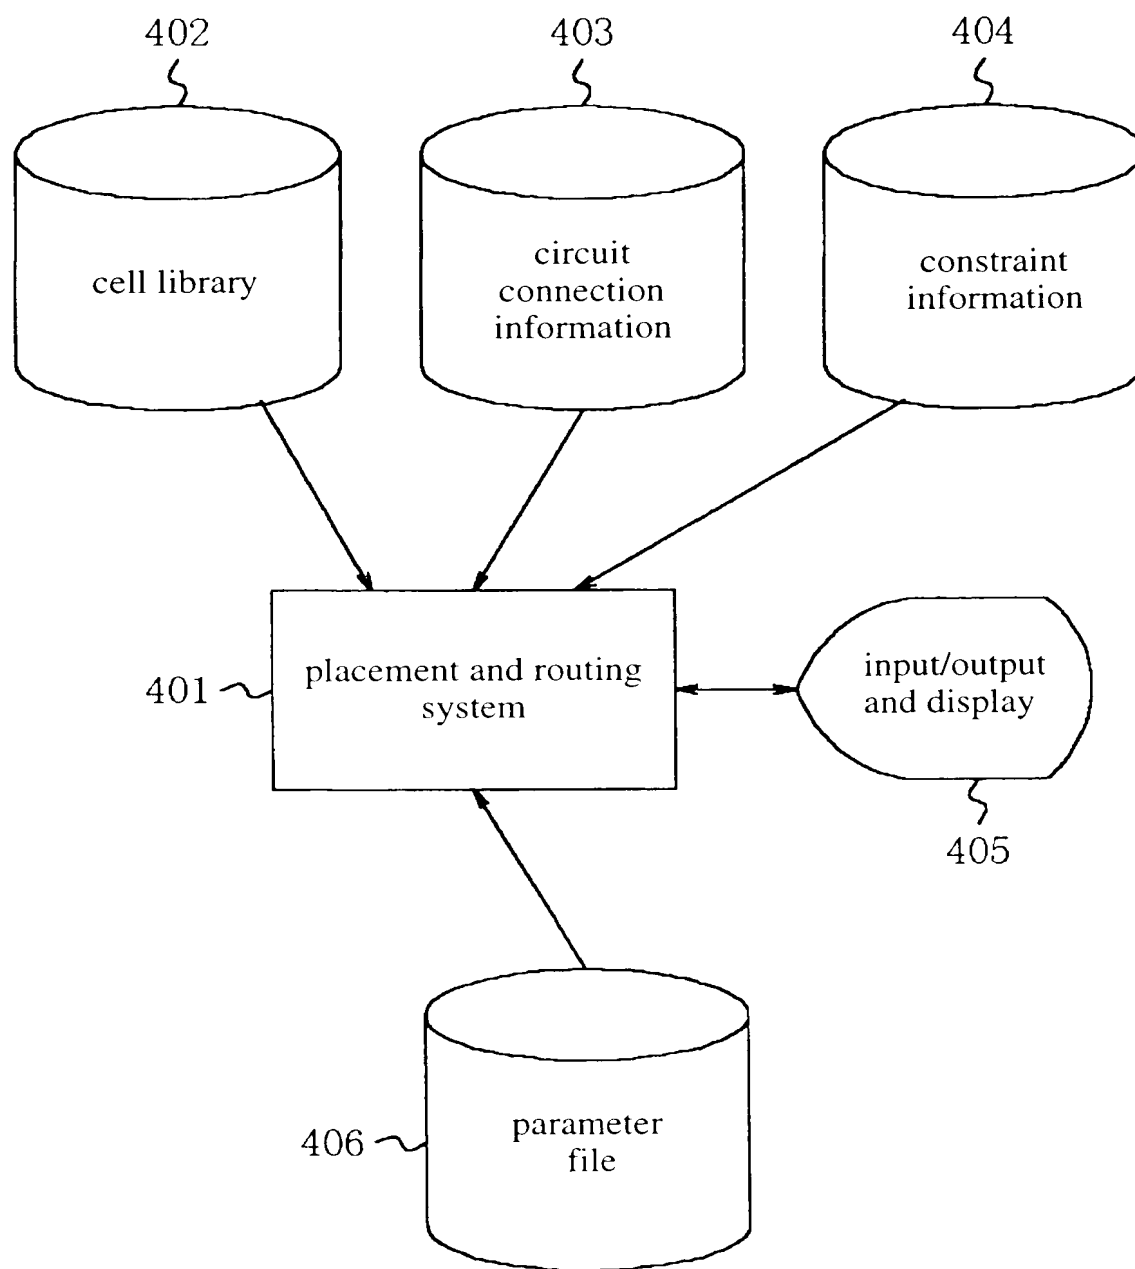 402
403
404
cell library
circuit
connection
information
constraint
information
401
placement and routing
system
input/output
and display
405
406
parameter
file